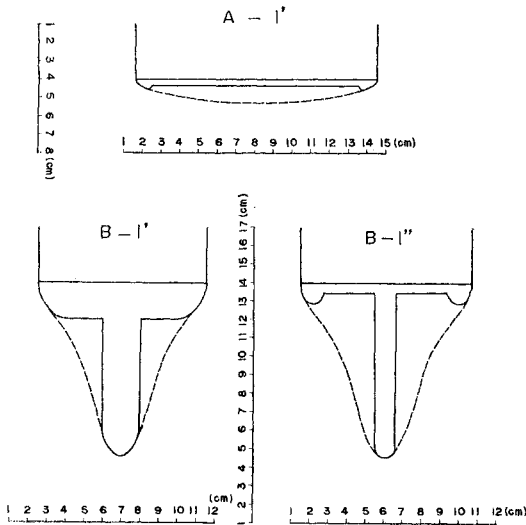 A - I'
1 2 3 4 5 6 7 8 (cm)
1 2 3 4 5 6 7 8 9 10 11 12 13 14 15 (cm)
B - I'
B - I"
17 (cm)
16
15
14
13
12
11
10
9
8
7
6
5
4
3
2
1
(cm)
1 2 3 4 5 6 7 8 9 10 11 12
1 2 3 4 5 6 7 8 9 10 11 12 (cm)